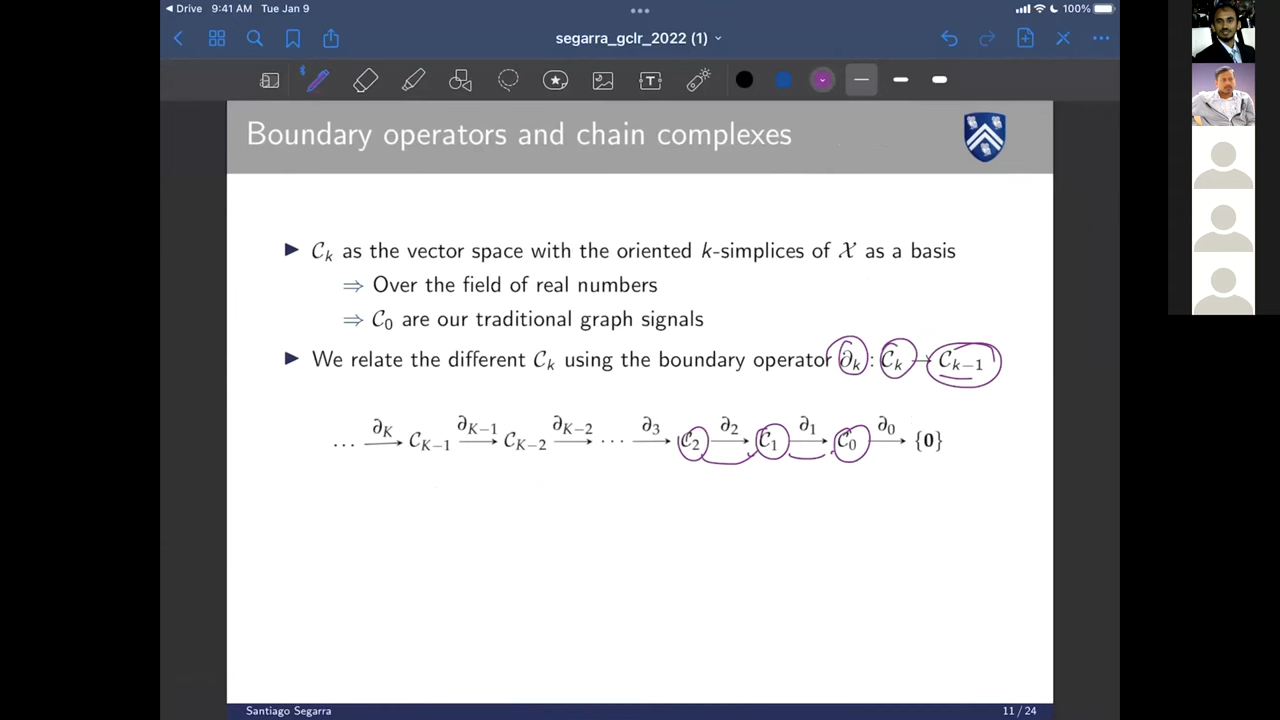 Drive 9:41 AM Tue Jan 9 100%
segarra_gclr_2022 (1)
T
Boundary operators and chain complexes
▶ 𝒞ₖ as the vector space with the oriented k-simplices of 𝒳 as a basis
⇒ Over the field of real numbers
⇒ 𝒞₀ are our traditional graph signals
▶ We relate the different 𝒞ₖ using the boundary operator ∂ₖ : 𝒞ₖ → 𝒞ₖ₋₁
∂_K ∂_{K−1} ∂_{K−2} ∂₃ ∂₂ ∂₁ ∂₀
⋯ → 𝒞_{K−1} → 𝒞_{K−2} → ⋯ → 𝒞₂ → 𝒞₁ → 𝒞₀ → {0}
Santiago Segarra 11 / 24